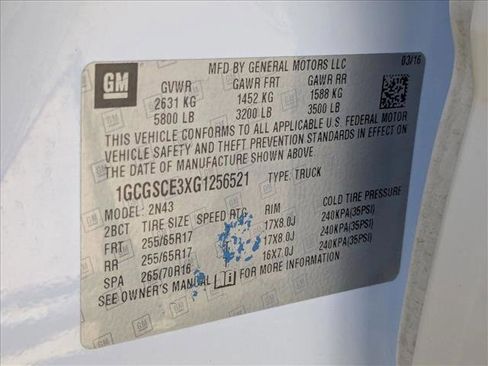 GM
MFD BY GENERAL MOTORS LLC 03/16
GVWR GAWR FRT GAWR RR
2631 KG 1452 KG 1588 KG
5800 LB 3200 LB 3500 LB
THIS VEHICLE CONFORMS TO ALL APPLICABLE U.S. FEDERAL MOTOR
VEHICLE SAFETY AND THEFT PREVENTION STANDARDS IN EFFECT ON
THE DATE OF MANUFACTURE SHOWN ABOVE.
1GCGSCE3XG1256521 TYPE: TRUCK
MODEL: 2N43
2BCT TIRE SIZE SPEED RTG RIM COLD TIRE PRESSURE
FRT 255/65R17 17X8.0J 240KPA(35PSI)
RR 255/65R17 17X8.0J 240KPA(35PSI)
SPA 265/70R16 16X7.0J 240KPA(35PSI)
SEE OWNER'S MANUAL FOR MORE INFORMATION